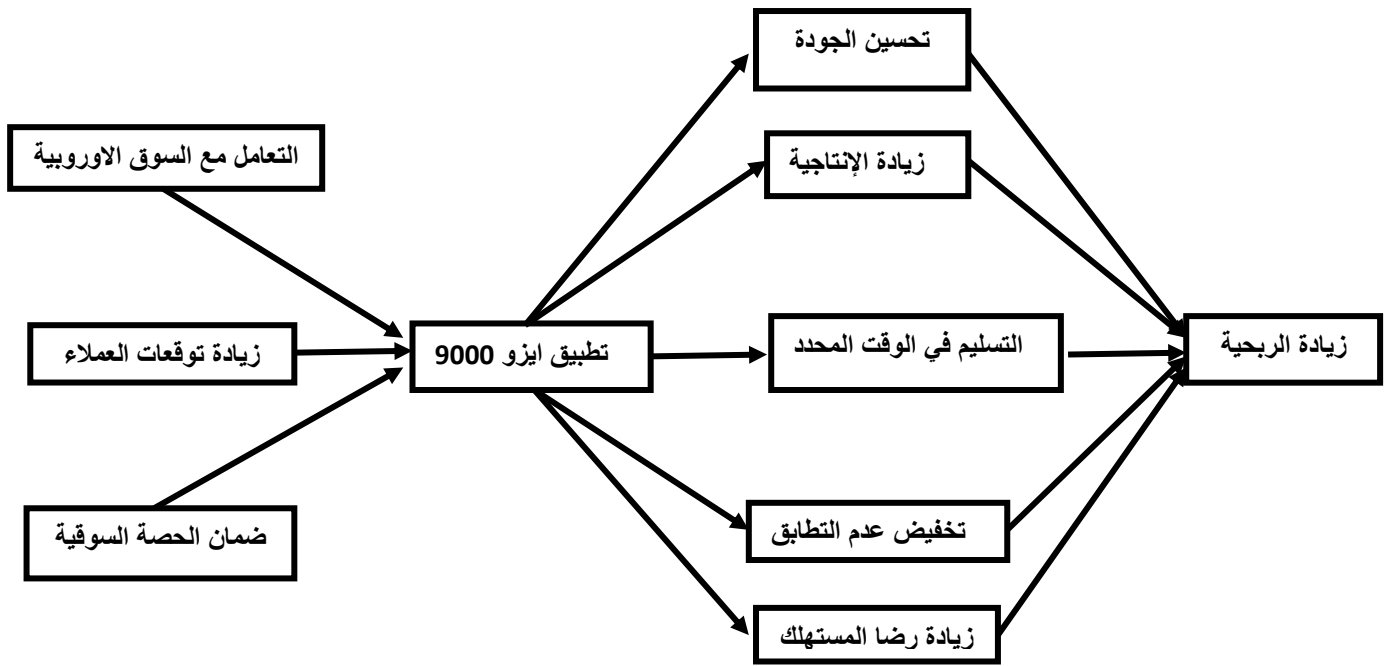 تحسين الجودة
التعامل مع السوق الاوروبية
زيادة الإنتاجية
زيادة توقعات العملاء
تطبيق ايزو 9000
التسليم في الوقت المحدد
زيادة الربحية
ضمان الحصة السوقية
تخفيض عدم التطابق
زيادة رضا المستهلك